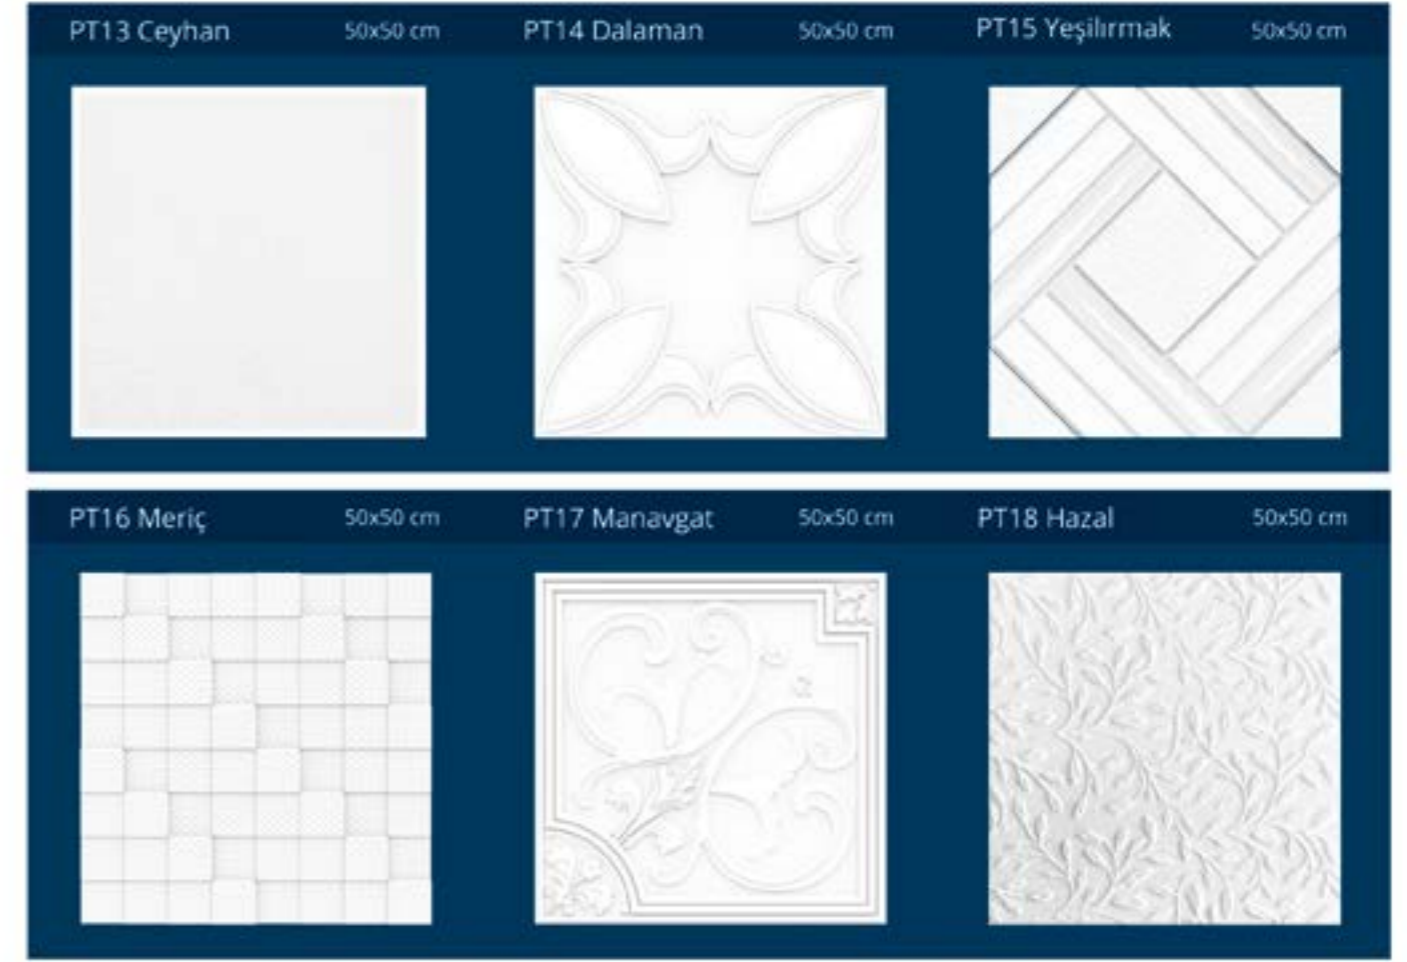 PT13 Ceyhan 50x50 cm PT14 Dalaman 50x50 cm PT15 Yeşilırmak 50x50 cm
PT16 Meriç 50x50 cm PT17 Manavgat 50x50 cm PT18 Hazal 50x50 cm